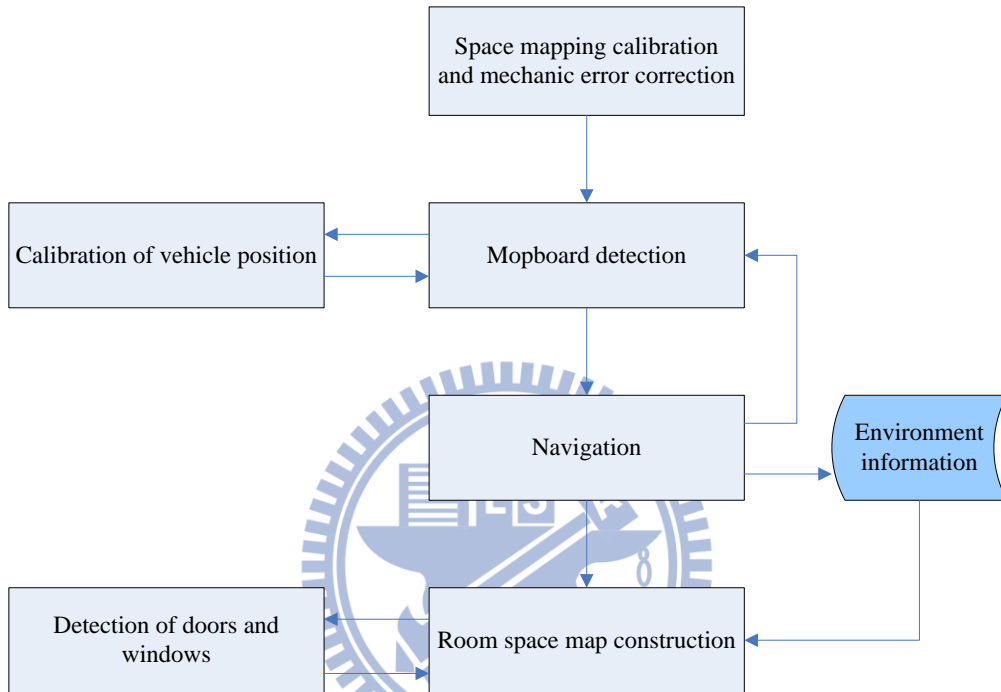 Space mapping calibration
and mechanic error correction
Calibration of vehicle position
Mopboard detection
Navigation
Environment
information
Detection of doors and
windows
Room space map construction